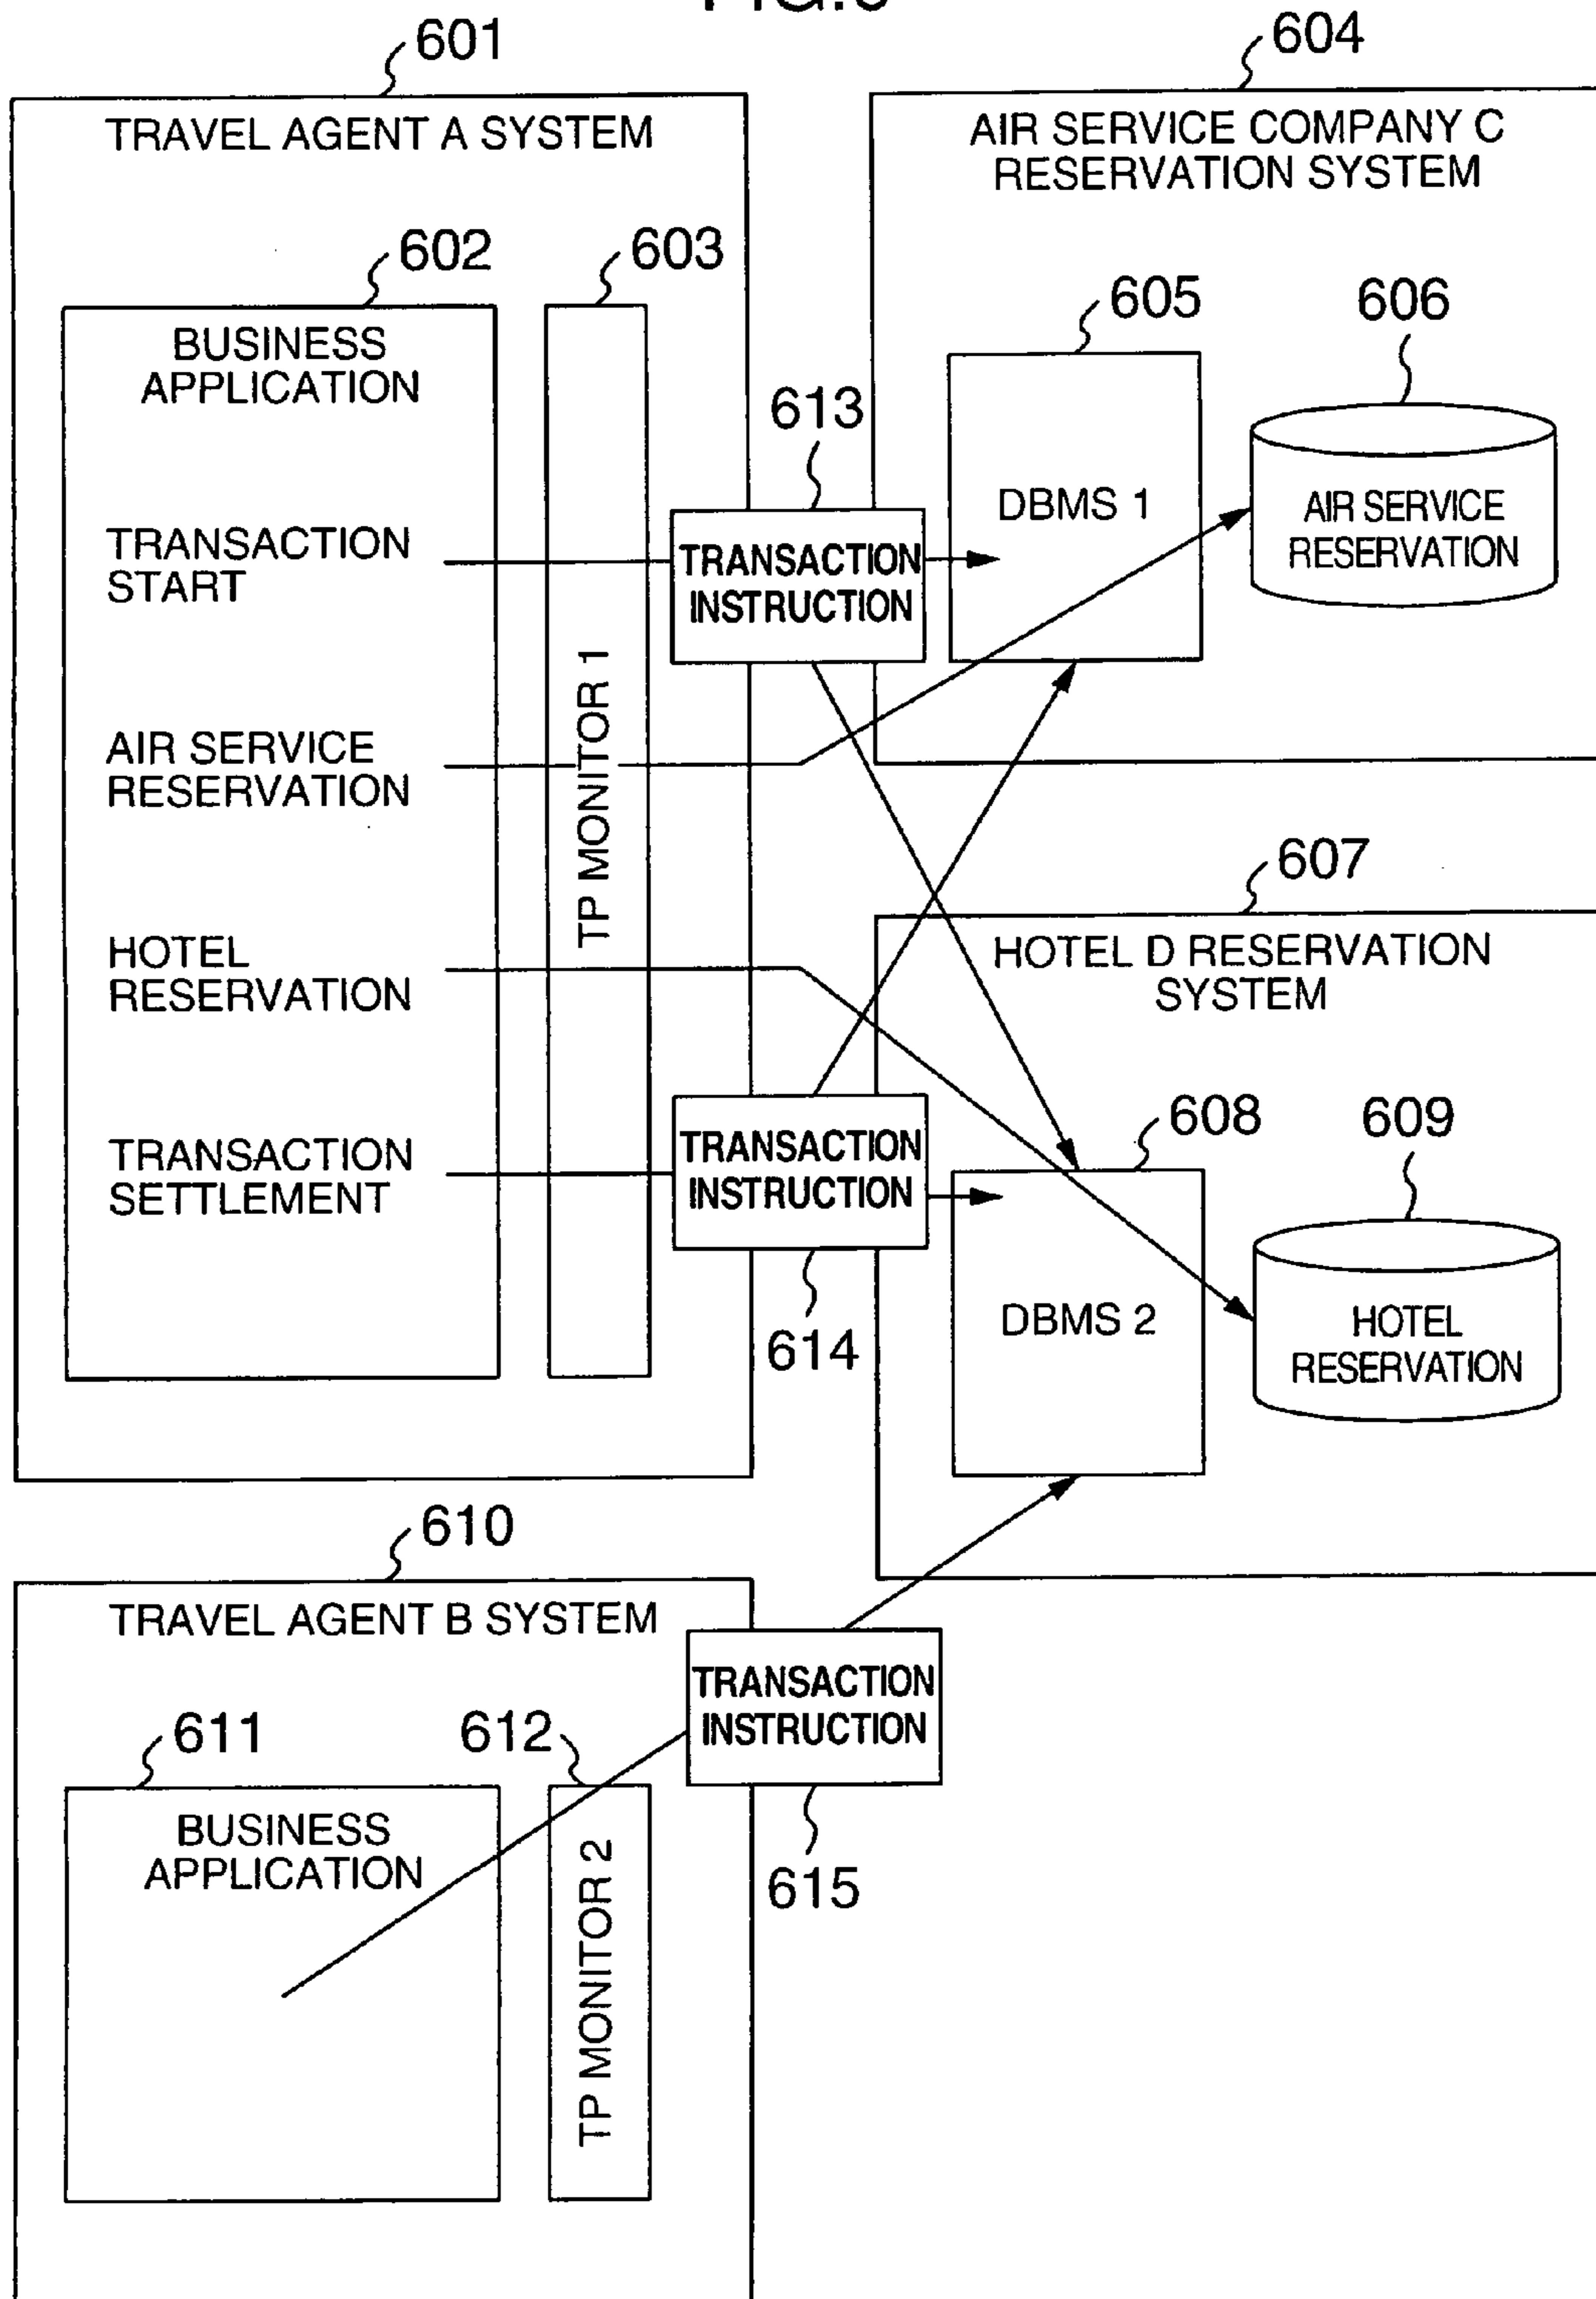 601
604
TRAVEL AGENT A SYSTEM
AIR SERVICE COMPANY C
RESERVATION SYSTEM
602
603
605
606
BUSINESS
APPLICATION
613
DBMS 1
AIR SERVICE
RESERVATION
TRANSACTION
START
TRANSACTION
INSTRUCTION
TP MONITOR 1
AIR SERVICE
RESERVATION
607
HOTEL
RESERVATION
HOTEL D RESERVATION
SYSTEM
608
609
TRANSACTION
SETTLEMENT
TRANSACTION
INSTRUCTION
614
DBMS 2
HOTEL
RESERVATION
610
TRAVEL AGENT B SYSTEM
TRANSACTION
INSTRUCTION
611
612
615
BUSINESS
APPLICATION
TP MONITOR 2